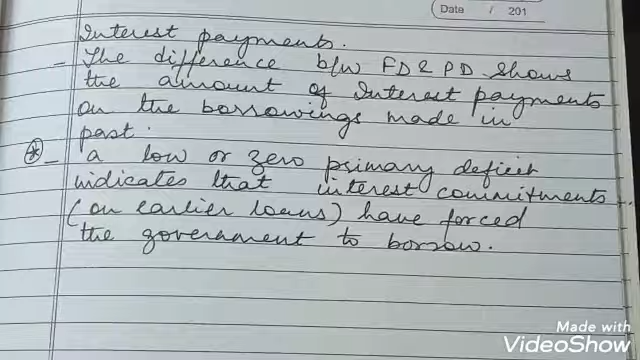 Date / 201
Interest payments.
- The difference b/w FD & PD shows
the amount of Interest payments
on the borrowings made in
past.
* - a low or zero primary deficit
indicates that interest commitments
(on earlier loans) have forced
the government to borrow.
Made with
VideoShow